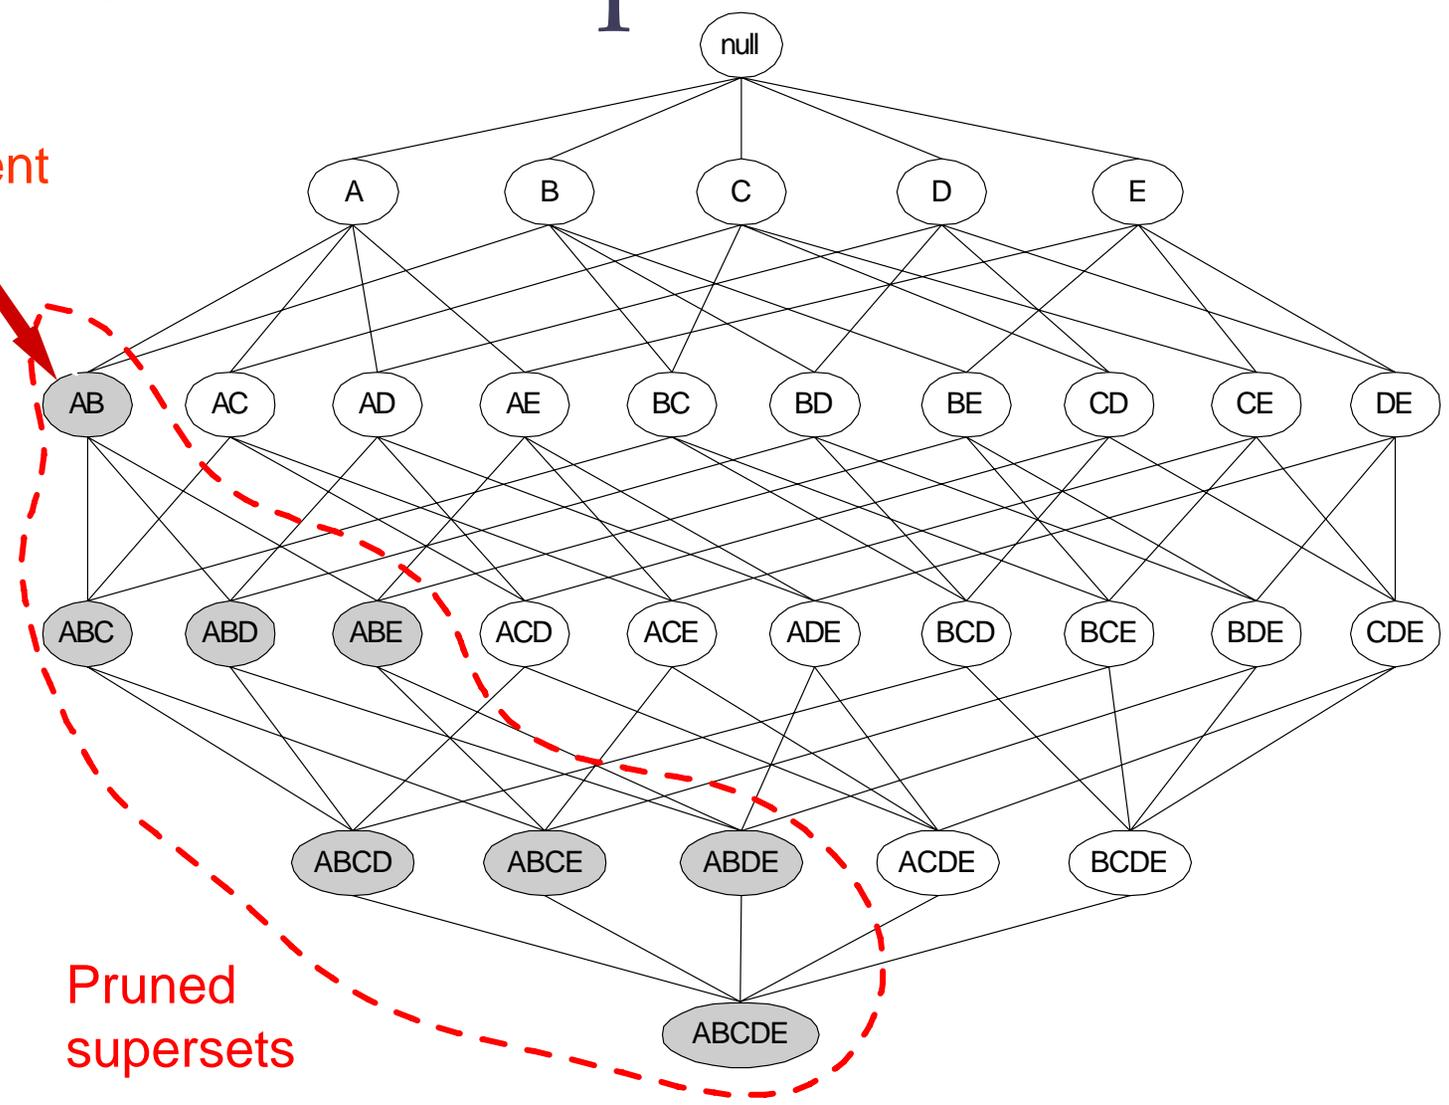 null
A B C D E
AB AC AD AE BC BD BE CD CE DE
ABC ABD ABE ACD ACE ADE BCD BCE BDE CDE
ABCD ABCE ABDE ACDE BCDE
Pruned
supersets
ABCDE